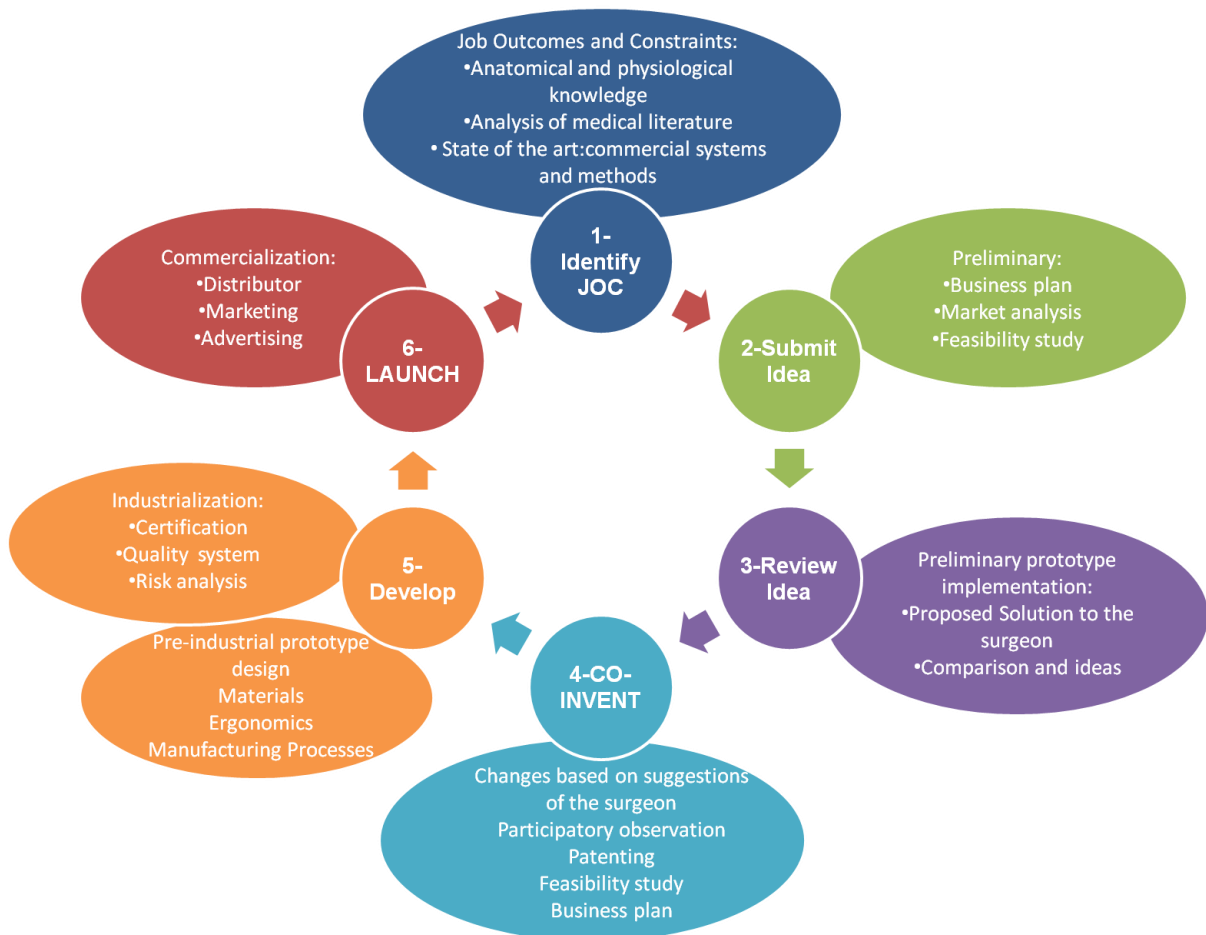 Job Outcomes and Constraints:
•Anatomical and physiological
knowledge
•Analysis of medical literature
• State of the art:commercial systems
and methods
1-
Identify
JOC
Preliminary:
•Business plan
•Market analysis
•Feasibility study
2-Submit
Idea
Preliminary prototype
implementation:
•Proposed Solution to the
surgeon
•Comparison and ideas
3-Review
Idea
4-CO-
INVENT
Changes based on suggestions
of the surgeon
Participatory observation
Patenting
Feasibility study
Business plan
5-
Develop
Industrialization:
•Certification
•Quality system
•Risk analysis
Pre-industrial prototype
design
Materials
Ergonomics
Manufacturing Processes
6-
LAUNCH
Commercialization:
•Distributor
•Marketing
•Advertising